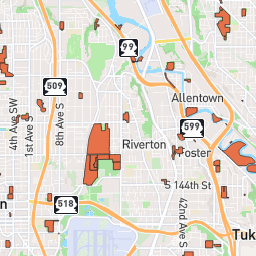 99
509
Allentown
4th Ave SW
1st Ave S
8th Ave S
599
Riverton
Foster
S 144th St
518
42nd Ave S
Tuk
n